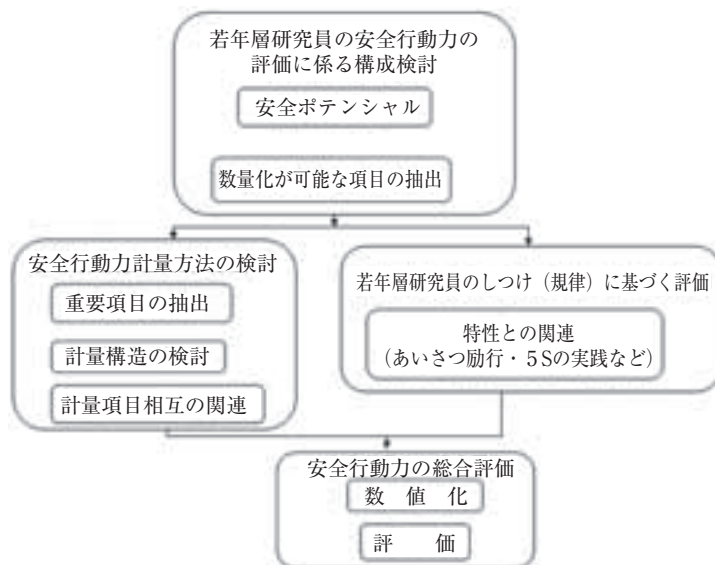 若年層研究員の安全行動力の
評価に係る構成検討
安全ポテンシャル
数量化が可能な項目の抽出
安全行動力計量方法の検討
重要項目の抽出
計量構造の検討
計量項目相互の関連
若年層研究員のしつけ（規律）に基づく評価
特性との関連
（あいさつ励行・５Sの実践など）
安全行動力の総合評価
数　値　化
評　　価